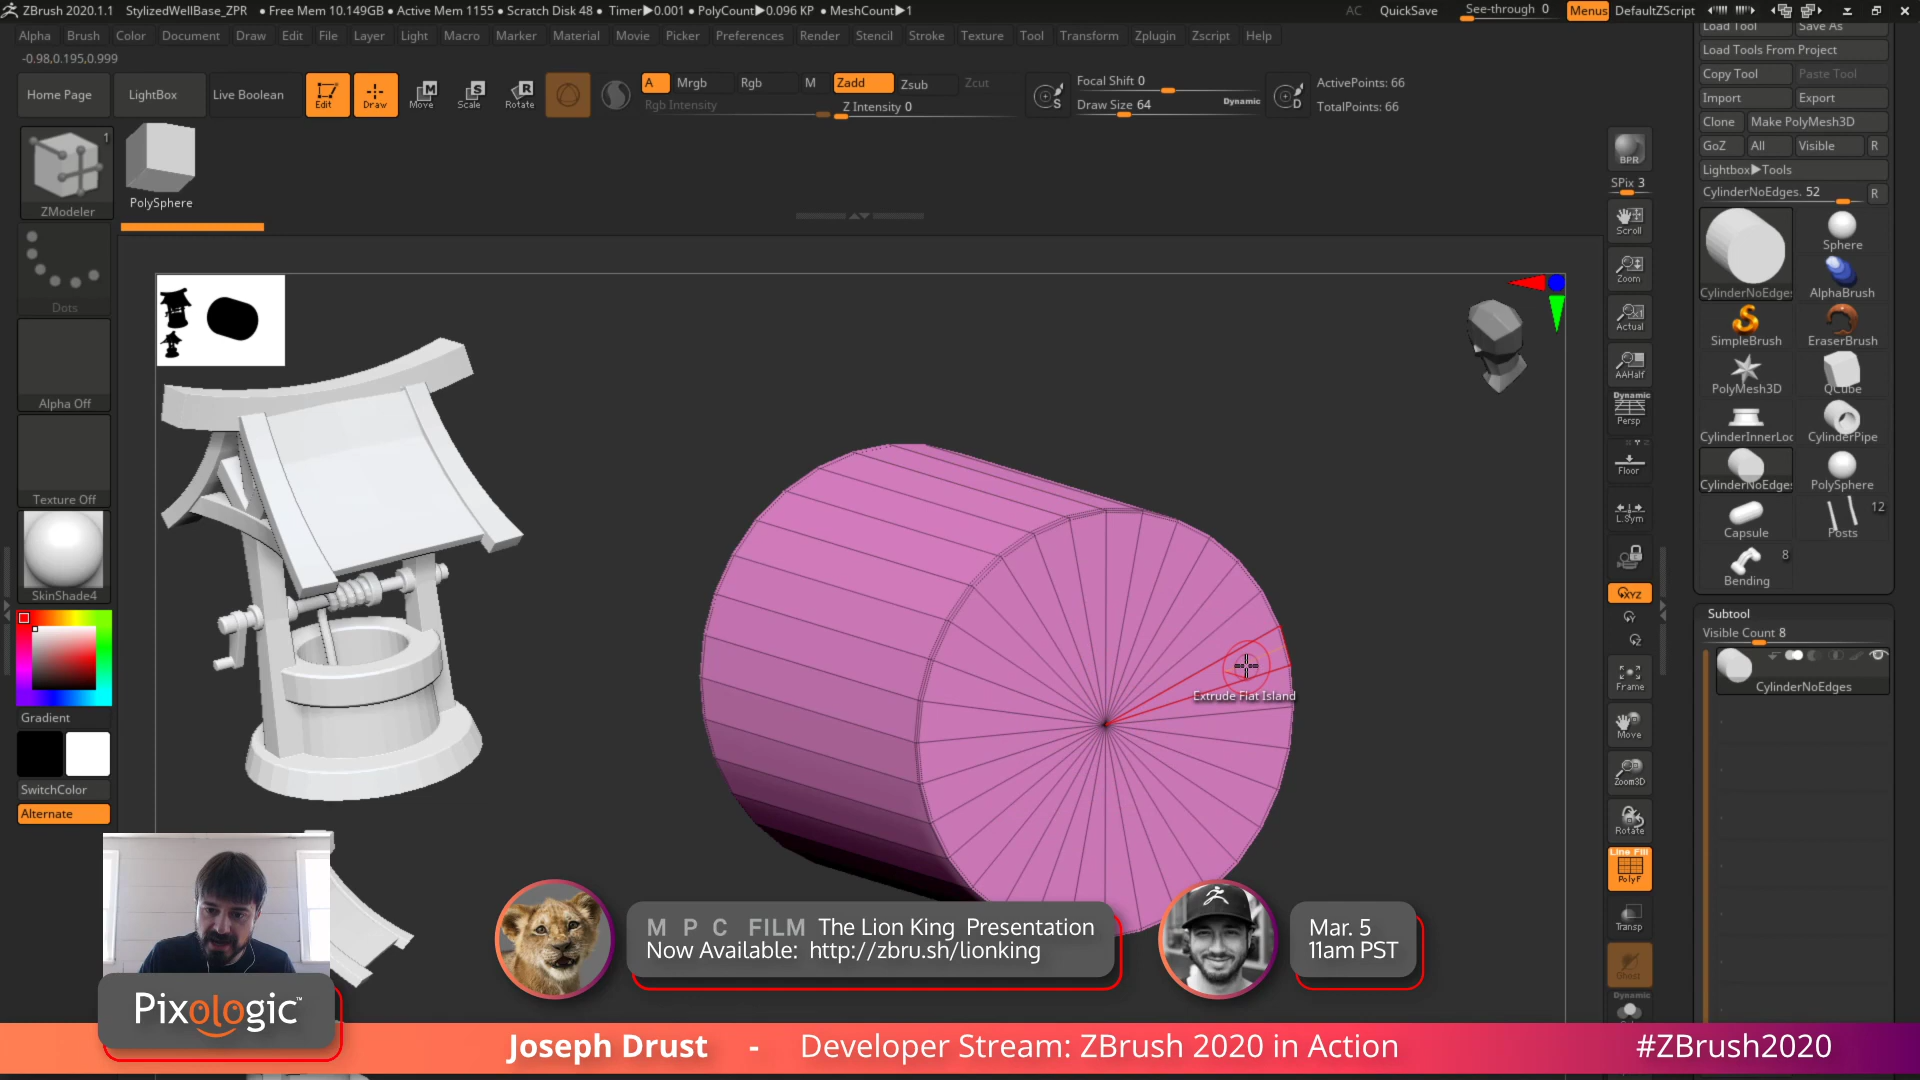 ZBrush 2020.1.1 StylizedWellBase_ZPR • Free Mem 10.149GB • Active Mem 1155 • Scratch Disk 48 • Timer▶0.001 • PolyCount▶0.096 KP • MeshCount▶1 AC QuickSave See-through 0 Menus DefaultZScript
Alpha Brush Color Document Draw Edit File Layer Light Macro Marker Material Movie Picker Preferences Render Stencil Stroke Texture Tool Transform Zplugin Zscript Help
-0.98,0.195,0.999
Home Page LightBox Live Boolean Edit Draw Move Scale Rotate
A Mrgb Rgb M Zadd Zsub Zcut
Rgb Intensity Z Intensity 0
Focal Shift 0
Draw Size 64 Dynamic
S D
ActivePoints: 66
TotalPoints: 66
1
ZModeler
PolySphere
Dots
Alpha Off
Texture Off
SkinShade4
Gradient
SwitchColor
Alternate
Extrude Flat Island
BPR
SPix 3
Scroll
Zoom
Actual
AAHalf
Dynamic
Persp
Floor
L.Sym
XYZ
Frame
Move
Zoom3D
Rotate
Line Fill
PolyF
Transp
Ghost
Dynamic
Load Tool Save As
Load Tools From Project
Copy Tool Paste Tool
Import Export
Clone Make PolyMesh3D
GoZ All Visible R
Lightbox▶Tools
CylinderNoEdges. 52 R
CylinderNoEdge: Sphere
AlphaBrush
SimpleBrush EraserBrush
PolyMesh3D QCube
CylinderInnerLoc CylinderPipe
CylinderNoEdge: PolySphere
12
Capsule Posts
8
Bending
Subtool
Visible Count 8
CylinderNoEdges
MPC FILM The Lion King Presentation
Now Available: http://zbru.sh/lionking
Mar. 5
11am PST
Pixologic™
Joseph Drust - Developer Stream: ZBrush 2020 in Action #ZBrush2020